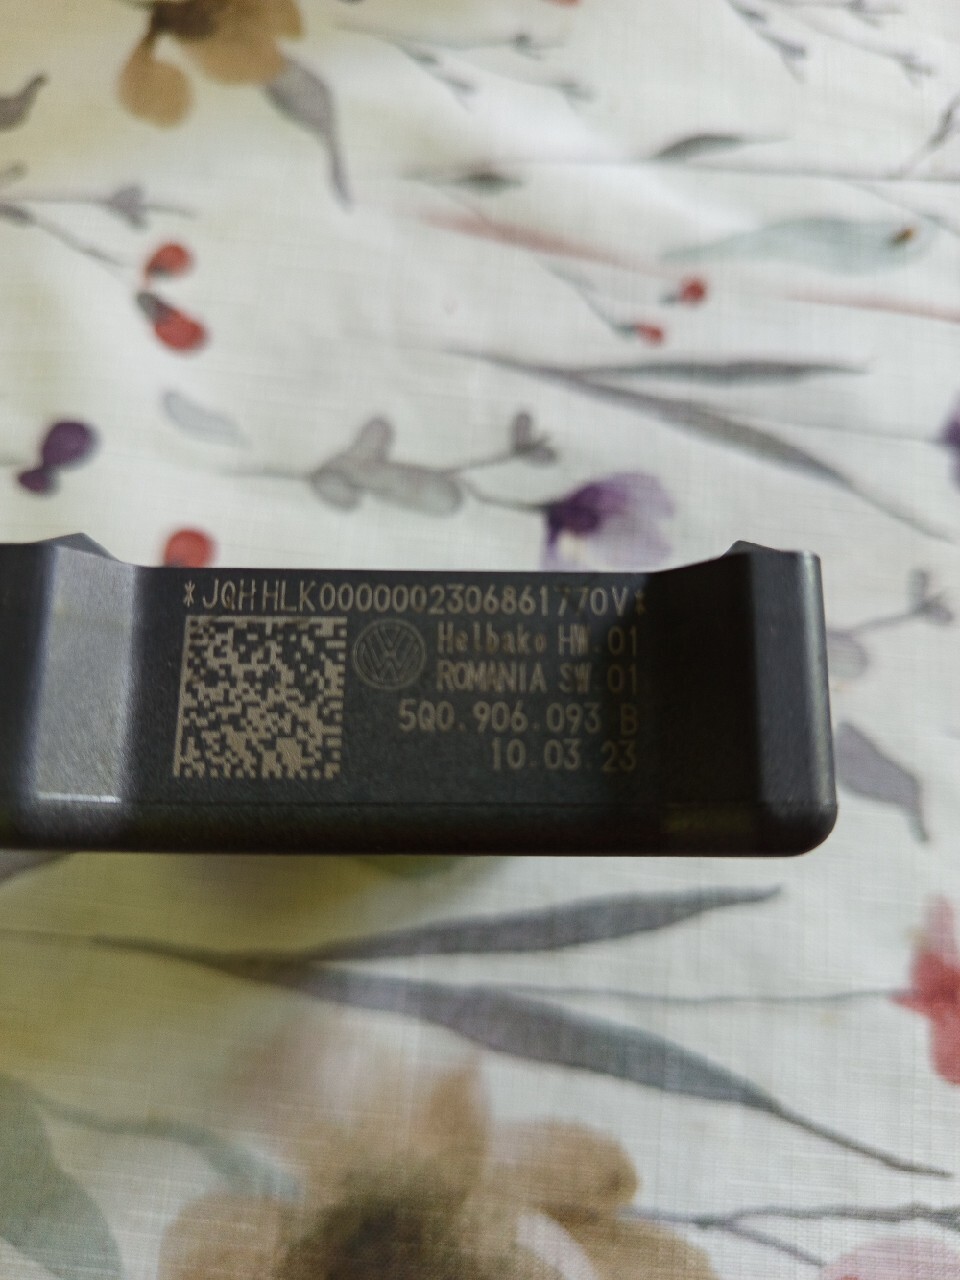 *JQHHLK0000002306861770V*
Helbako HW.01
ROMANIA SW.01
5Q0.906.093 B
10.03.23